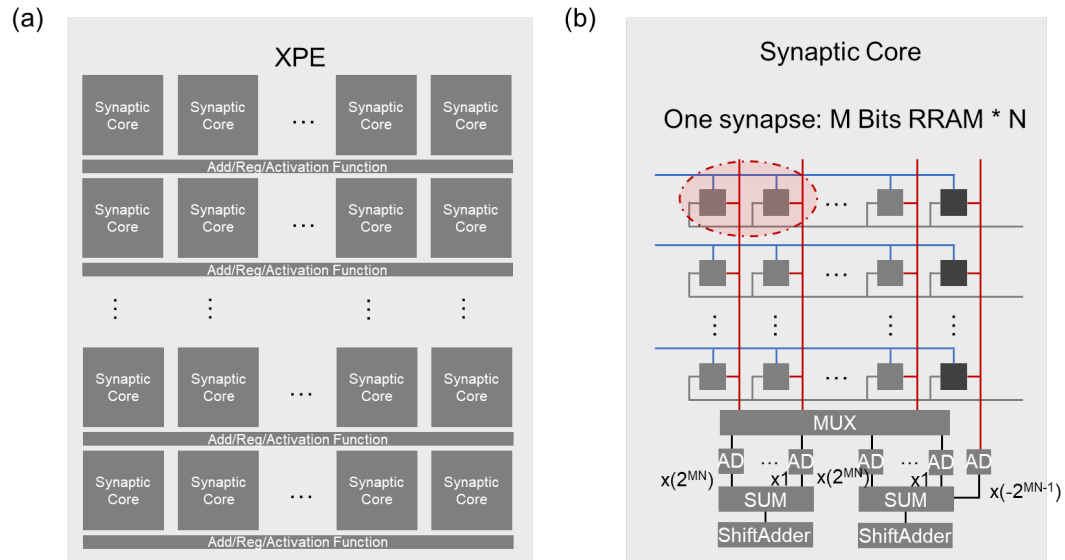 (a)
XPE
Synaptic Core
Synaptic Core
...
Synaptic Core
Synaptic Core
Add/Reg/Activation Function
Synaptic Core
Synaptic Core
...
Synaptic Core
Synaptic Core
Add/Reg/Activation Function
Synaptic Core
Synaptic Core
...
Synaptic Core
Synaptic Core
Add/Reg/Activation Function
Synaptic Core
Synaptic Core
...
Synaptic Core
Synaptic Core
Add/Reg/Activation Function
(b)
Synaptic Core
One synapse: M Bits RRAM * N
...
...
...
MUX
AD ... AD AD ... AD AD
x(2^MN) x1 x(2^MN) x1 x(-2^MN-1)
SUM SUM
ShiftAdder ShiftAdder